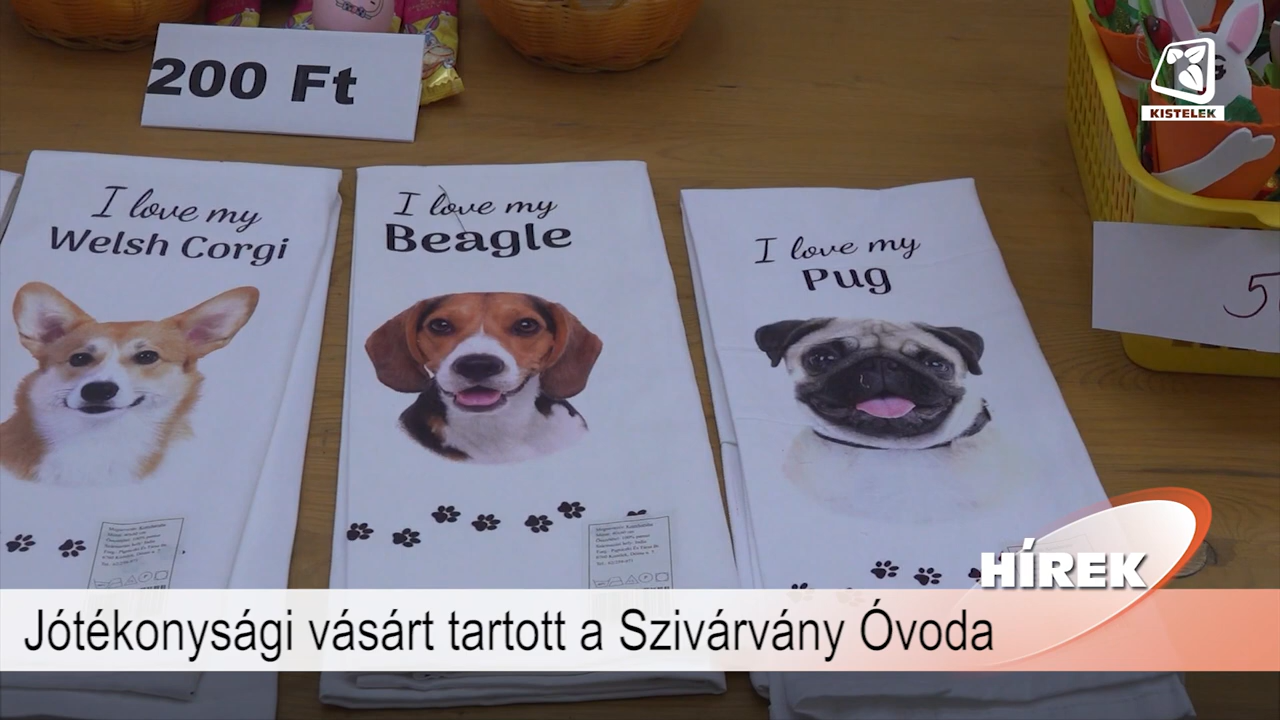 200 Ft
KISTELEK
I love my
Welsh Corgi
I love my
Beagle
I love my
Pug
5
HÍREK
Jótékonysági vásárt tartott a Szivárvány Óvoda